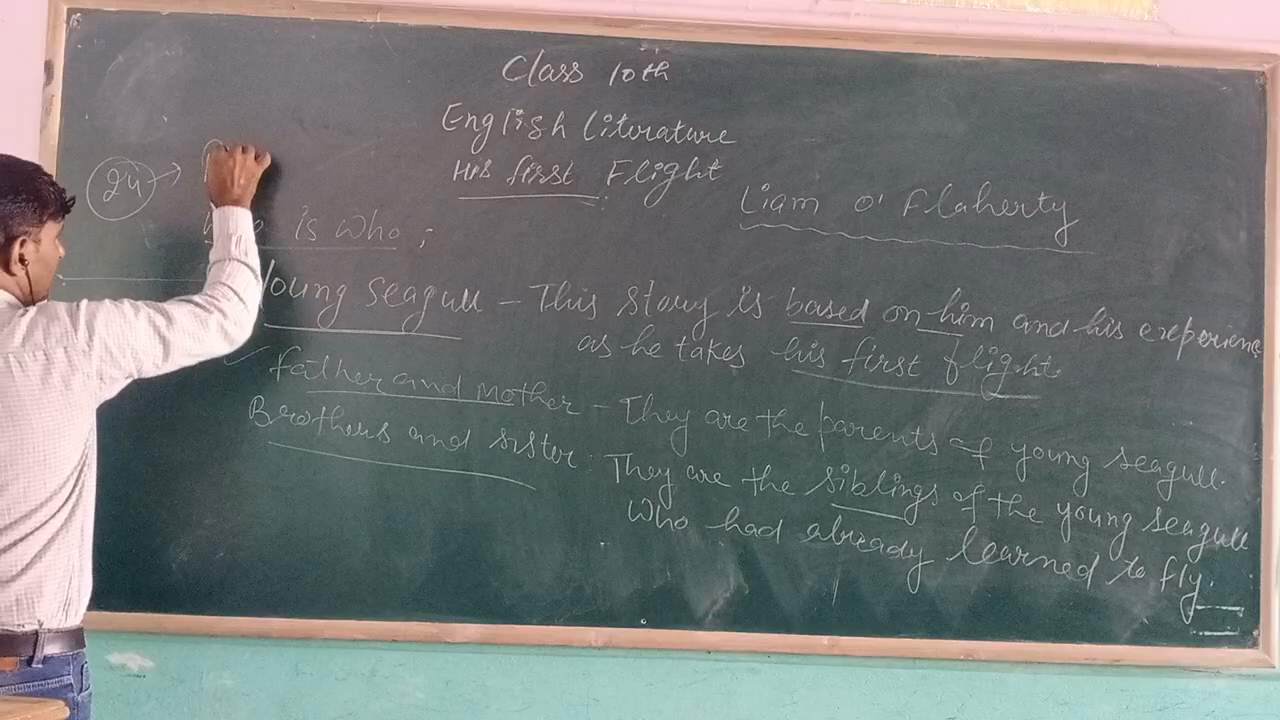 Class 10th
English literature
His first Flight
Liam O' Flaherty
24 →
is Who ;
Young seagull – This story is based on him and his experience
as he takes his first flight.
Father and Mother – They are the parents of young seagull.
Brothers and sister : They are the siblings of the young seagull
Who had already learned to fly.